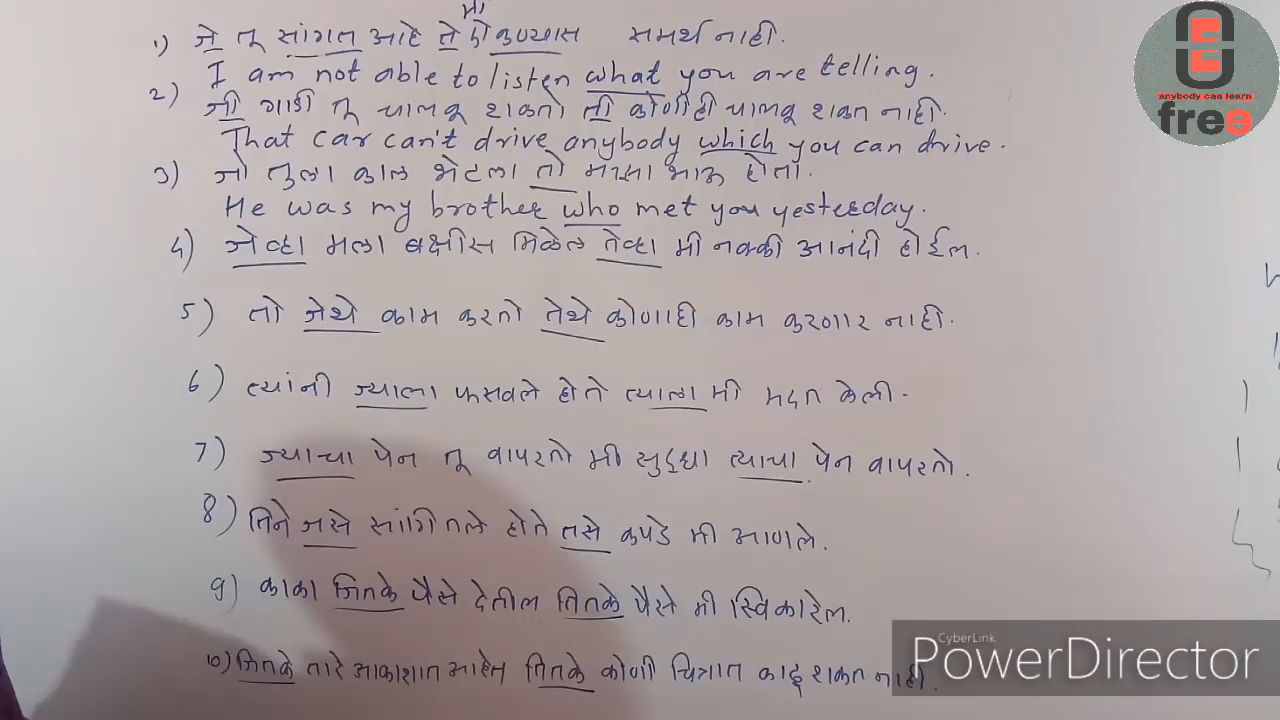 मी
1) जे तू सांगत आहे ते ऐकण्यास समर्थ नाही.
I am not able to listen what you are telling.
2) जी गाडी तू चालवू शकतो ती कोणीही चालवू शकत नाही.
That car can't drive anybody which you can drive.
3) जो तुला काल भेटला तो माझा भाऊ होता.
He was my brother who met you yesterday.
4) जेव्हा मला बक्षीस मिळेल तेव्हा मी नक्की आनंदी होईल.
5) तो जेथे काम करतो तेथे कोणाही काम करणार नाही.
6) त्यांनी ज्याला फसवले होते त्याला मी मदत केली.
7) ज्याचा पेन तू वापरतो मी सुद्धा त्याचा पेन वापरतो.
8) तिने जसे सांगितले होते तसे कपडे मी आणले.
9) काका जितके पैसे देतील तितके पैसे मी स्विकारेल.
10) जितके तारे आकाशात आहेत तितके कोणी चित्रात काढू शकत नाही.
anybody can learn
free
CyberLink
PowerDirector